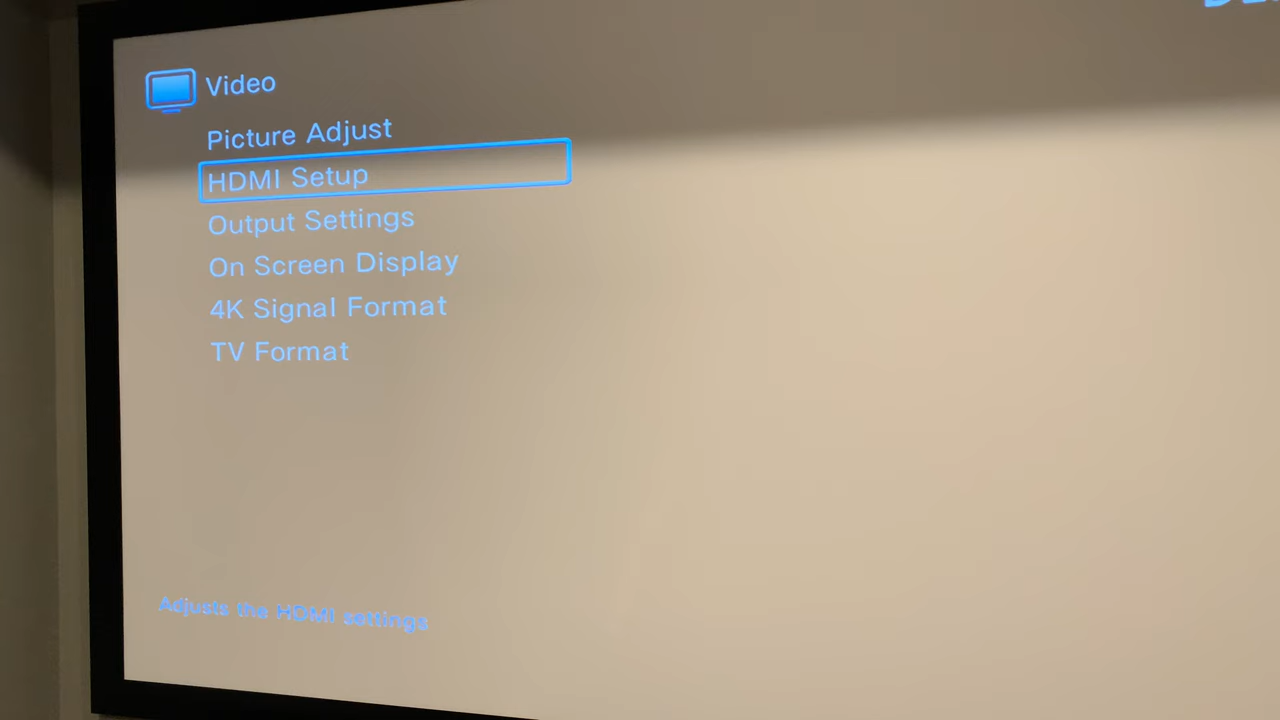 Video
Picture Adjust
HDMI Setup
Output Settings
On Screen Display
4K Signal Format
TV Format
Adjusts the HDMI settings